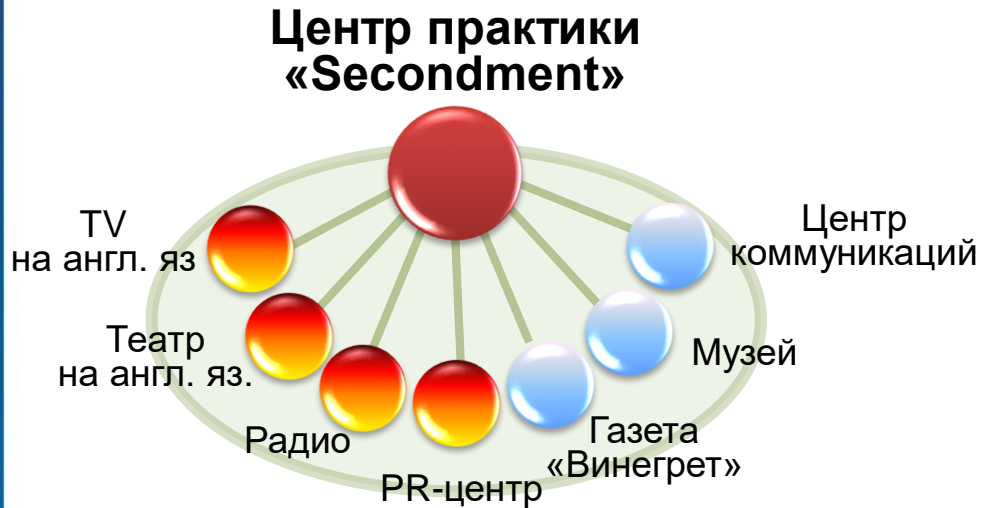 Центр практики
«Secondment»
TV
на англ. яз
Театр
на англ. яз.
Радио
PR-центр
Газета
«Винегрет»
Музей
Центр
коммуникаций